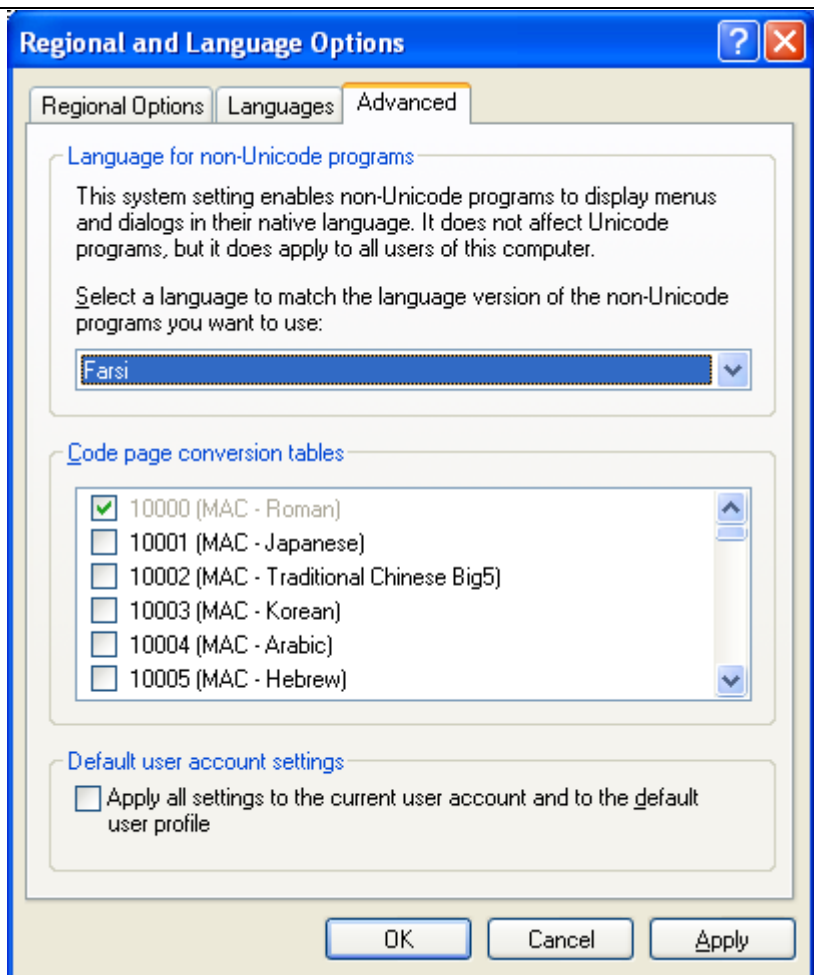 Regional and Language Options
Regional Options Languages Advanced
Language for non-Unicode programs
This system setting enables non-Unicode programs to display menus
and dialogs in their native language. It does not affect Unicode
programs, but it does apply to all users of this computer.
Select a language to match the language version of the non-Unicode
programs you want to use:
Farsi
Code page conversion tables
10000 (MAC - Roman)
10001 (MAC - Japanese)
10002 (MAC - Traditional Chinese Big5)
10003 (MAC - Korean)
10004 (MAC - Arabic)
10005 (MAC - Hebrew)
Default user account settings
Apply all settings to the current user account and to the default
user profile
OK Cancel Apply